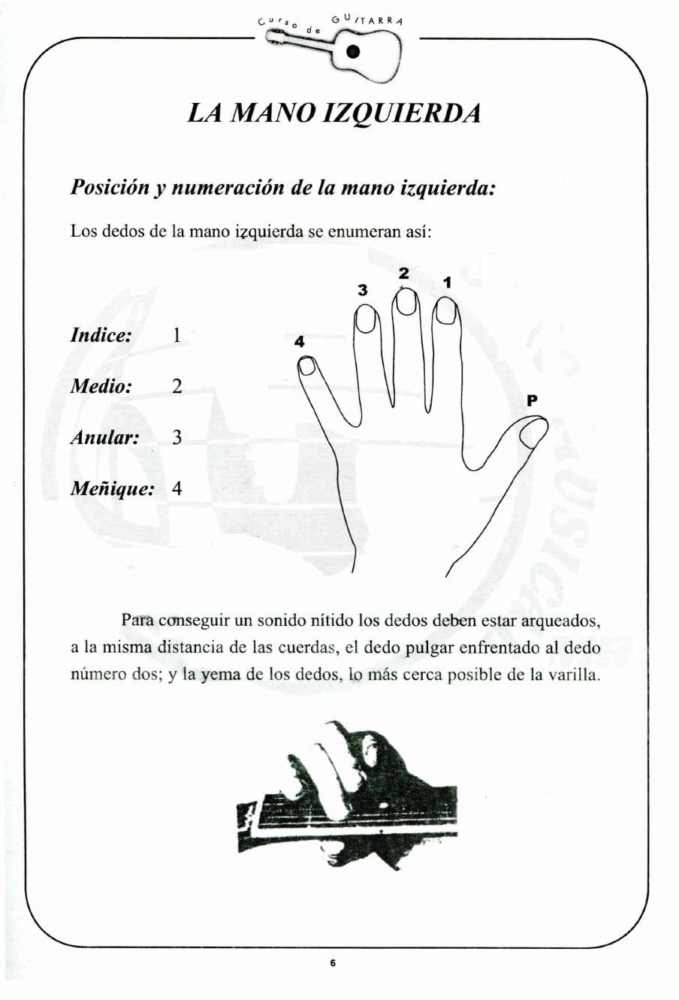 Curso de GUITARRA
LA MANO IZQUIERDA
Posición y numeración de la mano izquierda:
Los dedos de la mano izquierda se enumeran así:
2
1
3
4
P
Indice: 1
Medio: 2
Anular: 3
Meñique: 4
Para conseguir un sonido nítido los dedos deben estar arqueados,
a la misma distancia de las cuerdas, el dedo pulgar enfrentado al dedo
número dos; y la yema de los dedos, lo más cerca posible de la varilla.
6